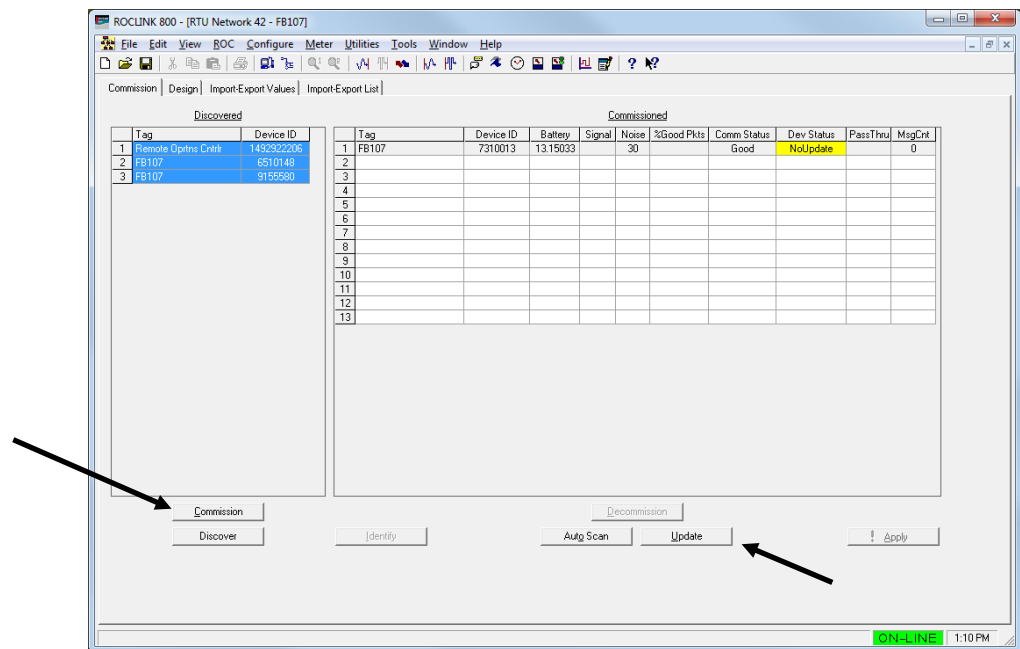 ROCLINK 800 - [RTU Network 42 - FB107]
File Edit View ROC Configure Meter Utilities Tools Window Help
Commission Design Import-Export Values Import-Export List
Discovered
Tag Device ID
1 Remote Oprtns Cntrlr 1492922206
2 FB107 6510148
3 FB107 9155580
Commissioned
Tag Device ID Battery Signal Noise %Good Pkts Comm Status Dev Status PassThru MsgCnt
1 FB107 7310013 13.15033 30 Good NoUpdate 0
2
3
4
5
6
7
8
9
10
11
12
13
Commission Decommission
Discover Identify Auto Scan Update ! Apply
ON-LINE 1:10 PM